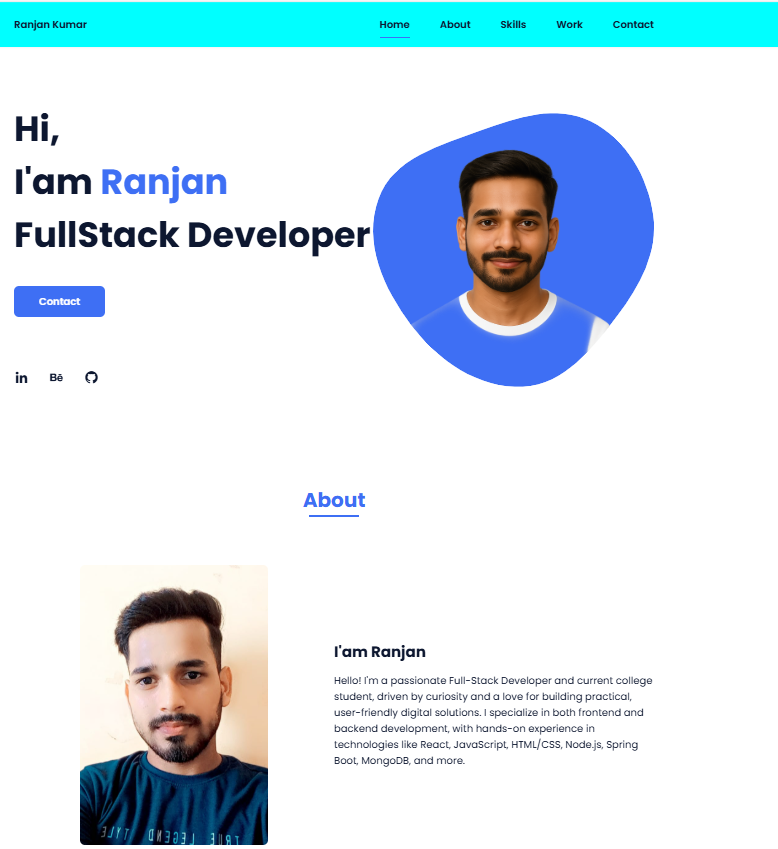 Ranjan Kumar
Home About Skills Work Contact
Hi,
I'am Ranjan
FullStack Developer
Contact
in Bē
About
I'am Ranjan
Hello! I'm a passionate Full-Stack Developer and current college
student, driven by curiosity and a love for building practical,
user-friendly digital solutions. I specialize in both frontend and
backend development, with hands-on experience in
technologies like React, JavaScript, HTML/CSS, Node.js, Spring
Boot, MongoDB, and more.
TRUE LEGEND TYLE